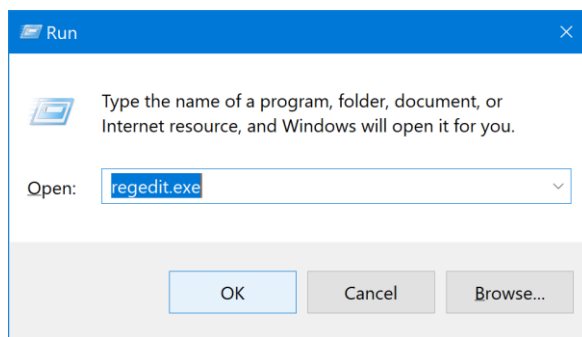 Run
Type the name of a program, folder, document, or
Internet resource, and Windows will open it for you.
Open:
regedit.exe
OK
Cancel
Browse...